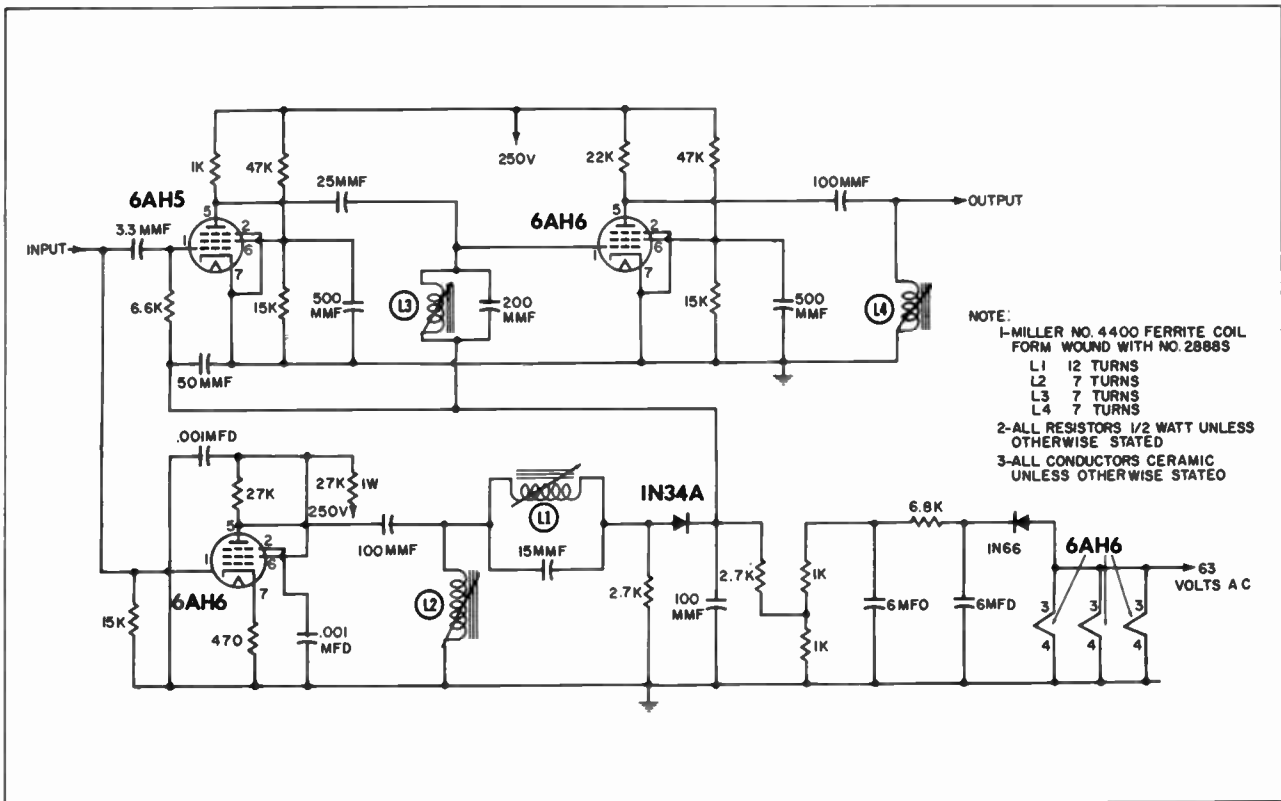 1K
47K
250V
22K
47K
6AH5
25MMF
100MMF
OUTPUT
5
2
6
1
7
3.3 MMF
INPUT
6AH6
5
2
6
1
7
6.6K
15K
500
MMF
L3
200
MMF
15K
500
MMF
L4
50MMF
NOTE:
1-MILLER NO. 4400 FERRITE COIL
FORM WOUND WITH NO. 2888S
L1 12 TURNS
L2 7 TURNS
L3 7 TURNS
L4 7 TURNS
2-ALL RESISTORS 1/2 WATT UNLESS
OTHERWISE STATED
3-ALL CONDUCTORS CERAMIC
UNLESS OTHERWISE STATEO
.001MFD
27K
27K 1W
250V
5
2
6
1
7
6AH6
15K
470
.001
MFD
100MMF
L2
L1
15MMF
1N34A
2.7K
100
MMF
2.7K
1K
1K
6MFO
6.8K
6MFD
1N66
6AH6
63
VOLTS A C
3 3 3
4 4 4